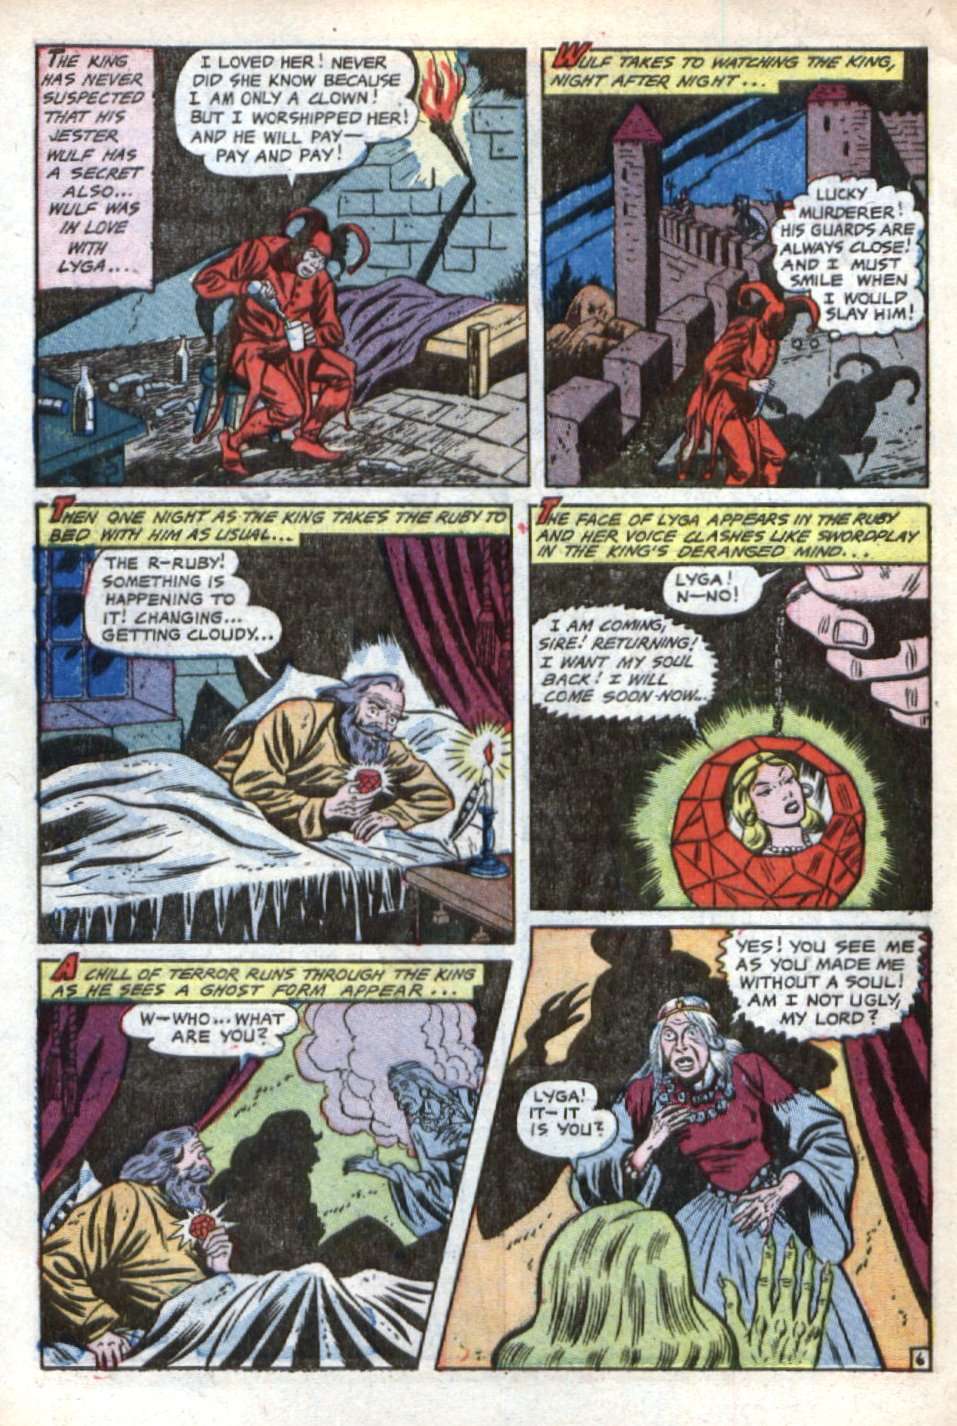 THE KING
HAS NEVER
SUSPECTED
THAT HIS
JESTER
WULF HAS
A SECRET
ALSO...
WULF WAS
IN LOVE
WITH
LYGA....
I LOVED HER! NEVER
DID SHE KNOW BECAUSE
I AM ONLY A CLOWN!
BUT I WORSHIPPED HER!
AND HE WILL PAY—
PAY AND PAY!
WULF TAKES TO WATCHING THE KING,
NIGHT AFTER NIGHT...
LUCKY
MURDERER!
HIS GUARDS ARE
ALWAYS CLOSE!
AND I MUST
SMILE WHEN
I WOULD
SLAY HIM!
THEN ONE NIGHT AS THE KING TAKES THE RUBY TO
BED WITH HIM AS USUAL...
THE R-RUBY!
SOMETHING IS
HAPPENING TO
IT! CHANGING...
GETTING CLOUDY...
THE FACE OF LYGA APPEARS IN THE RUBY
AND HER VOICE CLASHES LIKE SWORDPLAY
IN THE KING'S DERANGED MIND...
LYGA!
N-NO!
I AM COMING,
SIRE! RETURNING!
I WANT MY SOUL
BACK! I WILL
COME SOON-NOW...
A CHILL OF TERROR RUNS THROUGH THE KING
AS HE SEES A GHOST FORM APPEAR...
W-WHO...WHAT
ARE YOU?
YES! YOU SEE ME
AS YOU MADE ME
WITHOUT A SOUL!
AM I NOT UGLY,
MY LORD?
LYGA!
IT-IT
IS YOU?
6